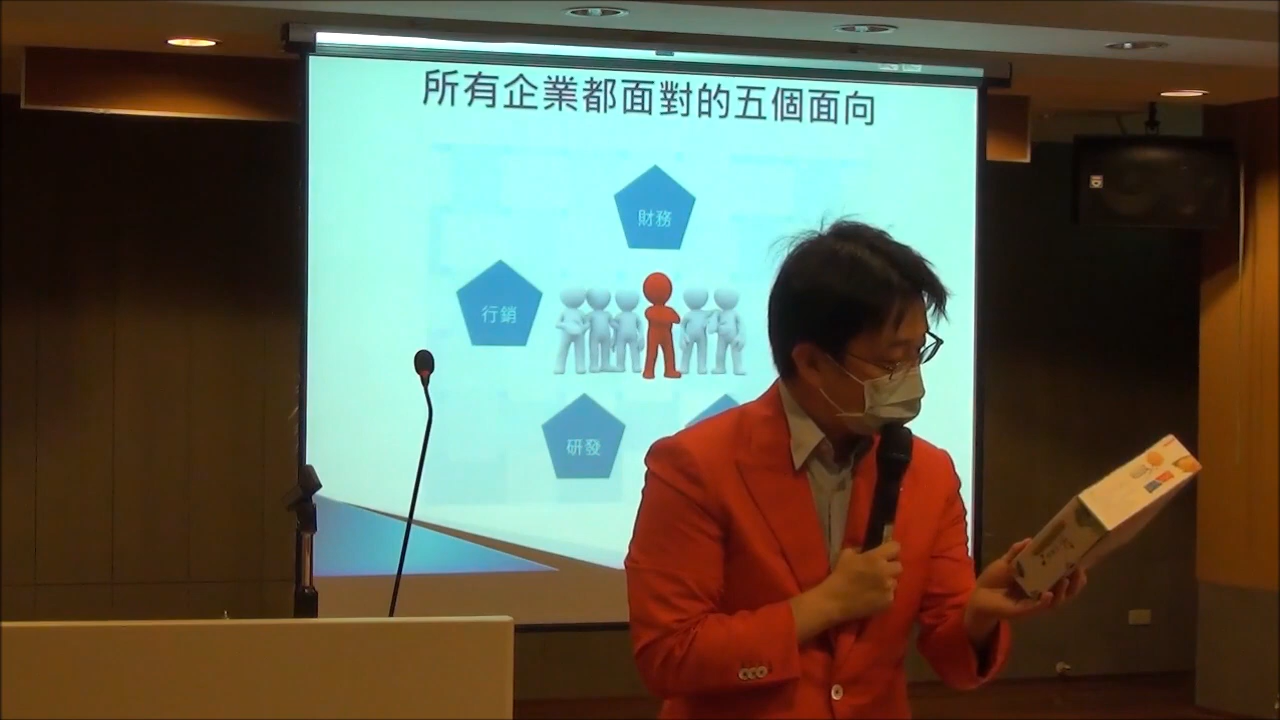 所有企業都面對的五個面向
財務
行銷
研發